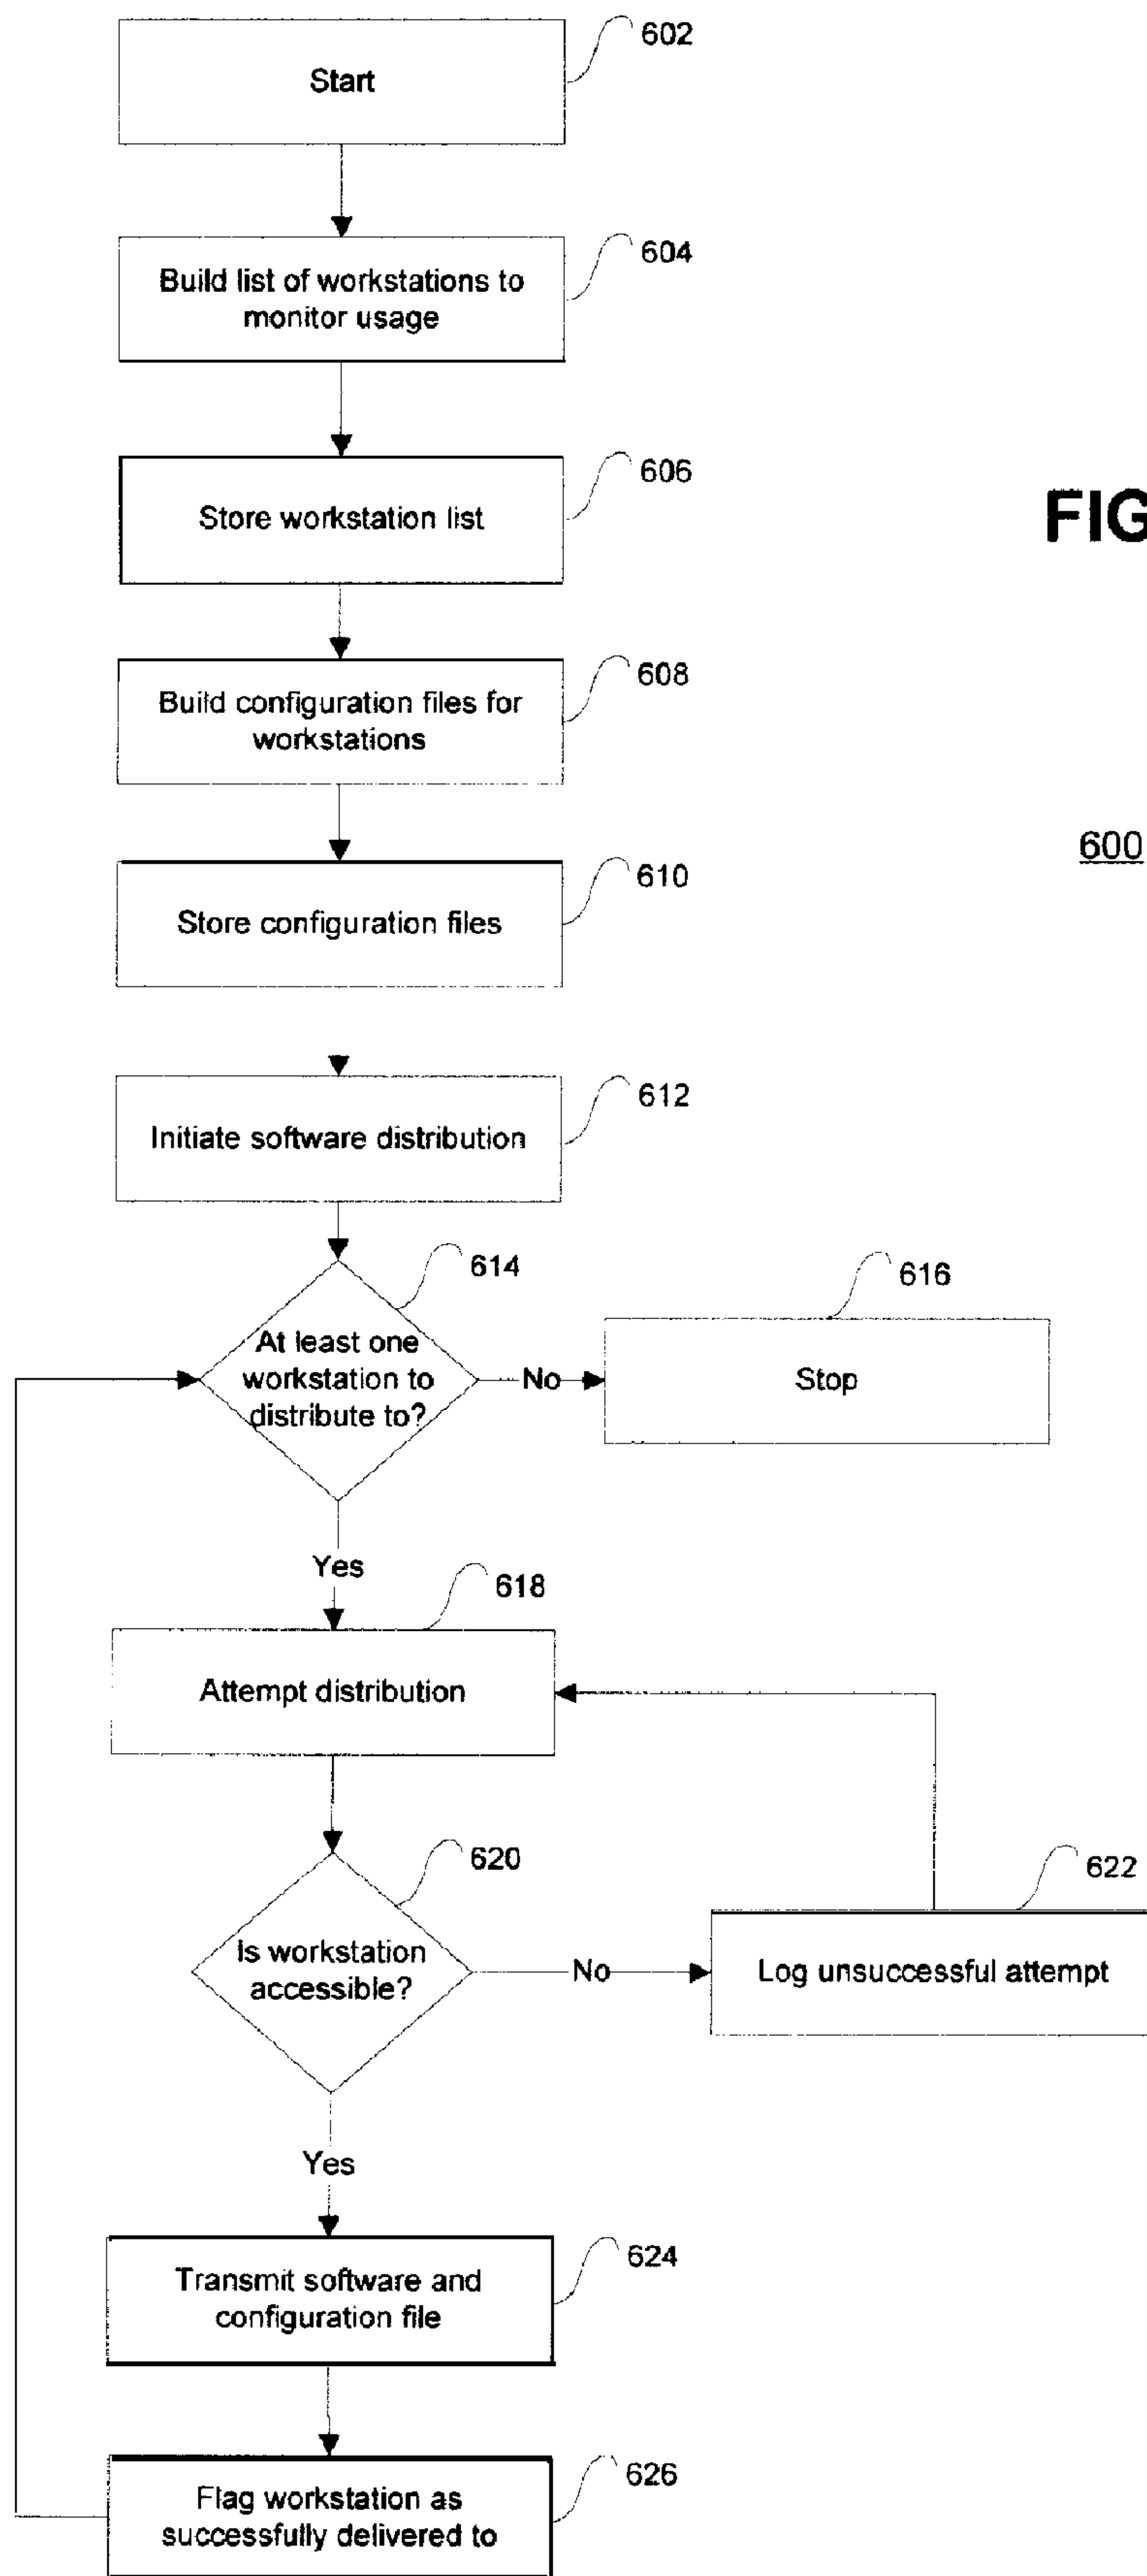 602
Start
604
Build list of workstations to
monitor usage
606
Store workstation list
FIG
608
Build configuration files for
workstations
600
610
Store configuration files
612
Initiate software distribution
614
At least one
workstation to
distribute to?
No
616
Stop
Yes
618
Attempt distribution
620
Is workstation
accessible?
No
622
Log unsuccessful attempt
Yes
624
Transmit software and
configuration file
626
Flag workstation as
successfully delivered to